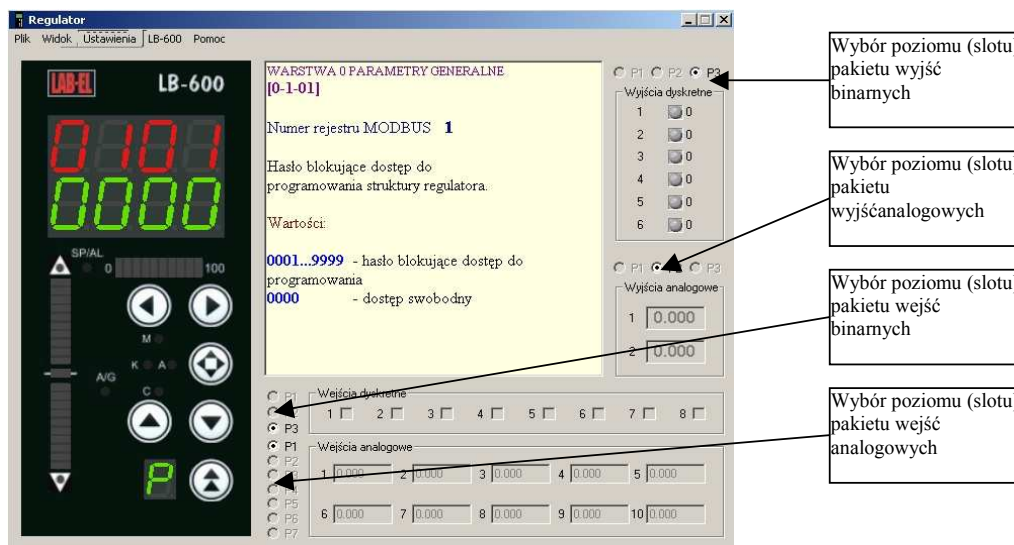 Regulator
Plik Widok Ustawienia LB-600 Pomoc
LAB-EL LB-600
0101
0000
SP/AL
0 100
M
K A
A/G
C
P
WARSTWA 0 PARAMETRY GENERALNE
[0-1-01]
Numer rejestru MODBUS 1
Hasło blokujące dostęp do
programowania struktury regulatora.
Wartości:
0001...9999 - hasło blokujące dostęp do
programowania
0000 - dostęp swobodny
P1 P2 P3
Wyjścia dyskretne
1 0
2 0
3 0
4 0
5 0
6 0
P1 P3
Wyjścia analogowe
1 0.000
2 0.000
P1
P3
Wejścia dyskretne
1 2 3 4 5 6 7 8
P1
P2
P3
P4
P5
P6
P7
Wejścia analogowe
1 0.000 2 0.000 3 0.000 4 0.000 5 0.000
6 0.000 7 0.000 8 0.000 9 0.000 10 0.000
Wybór poziomu (slotu)
pakietu wyjść
binarnych
Wybór poziomu (slotu)
pakietu
wyjśćanalogowych
Wybór poziomu (slotu)
pakietu wejść
binarnych
Wybór poziomu (slotu)
pakietu wejść
analogowych